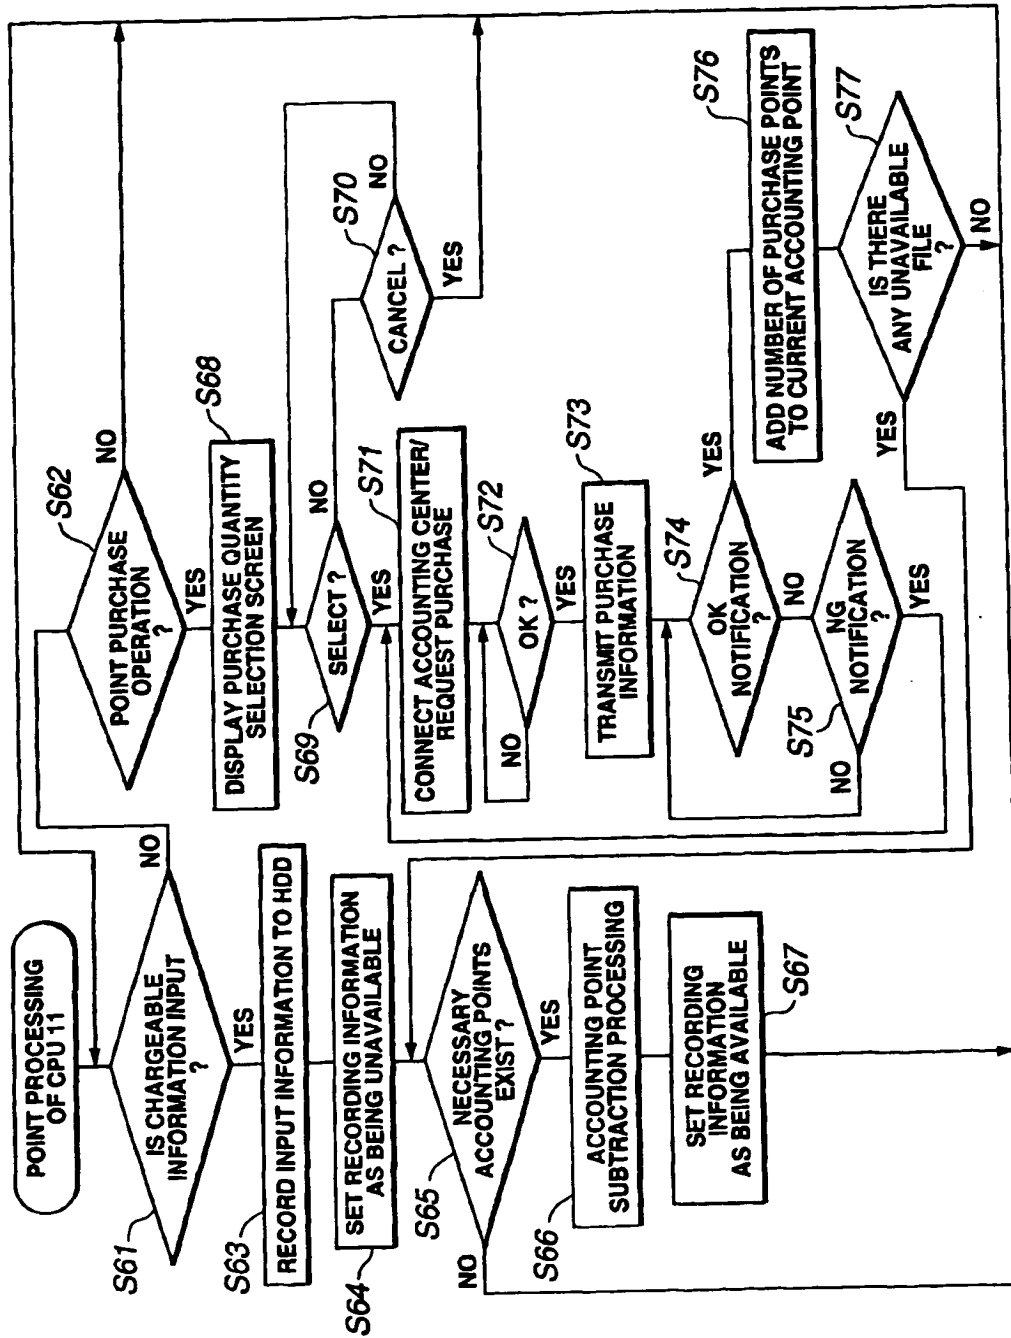 POINT PROCESSING
OF CPU 11
S61
IS CHARGEABLE
INFORMATION INPUT
?
NO
YES
S63
RECORD INPUT INFORMATION TO HDD
S64
SET RECORDING INFORMATION
AS BEING UNAVAILABLE
S65
NECESSARY
ACCOUNTING POINTS
EXIST ?
NO
YES
S66
ACCOUNTING POINT
SUBTRACTION PROCESSING
S67
SET RECORDING
INFORMATION
AS BEING AVAILABLE
S62
POINT PURCHASE
OPERATION
?
NO
YES
S68
DISPLAY PURCHASE QUANTITY
SELECTION SCREEN
S69
SELECT ?
NO
YES
S70
CANCEL ?
NO
YES
S71
CONNECT ACCOUNTING CENTER/
REQUEST PURCHASE
S72
OK ?
NO
YES
S73
TRANSMIT PURCHASE
INFORMATION
S74
OK
NOTIFICATION
?
YES
NO
S75
NG
NOTIFICATION
?
NO
YES
S76
ADD NUMBER OF PURCHASE POINTS
TO CURRENT ACCOUNTING POINT
S77
IS THERE
ANY UNAVAILABLE
FILE
?
YES
NO